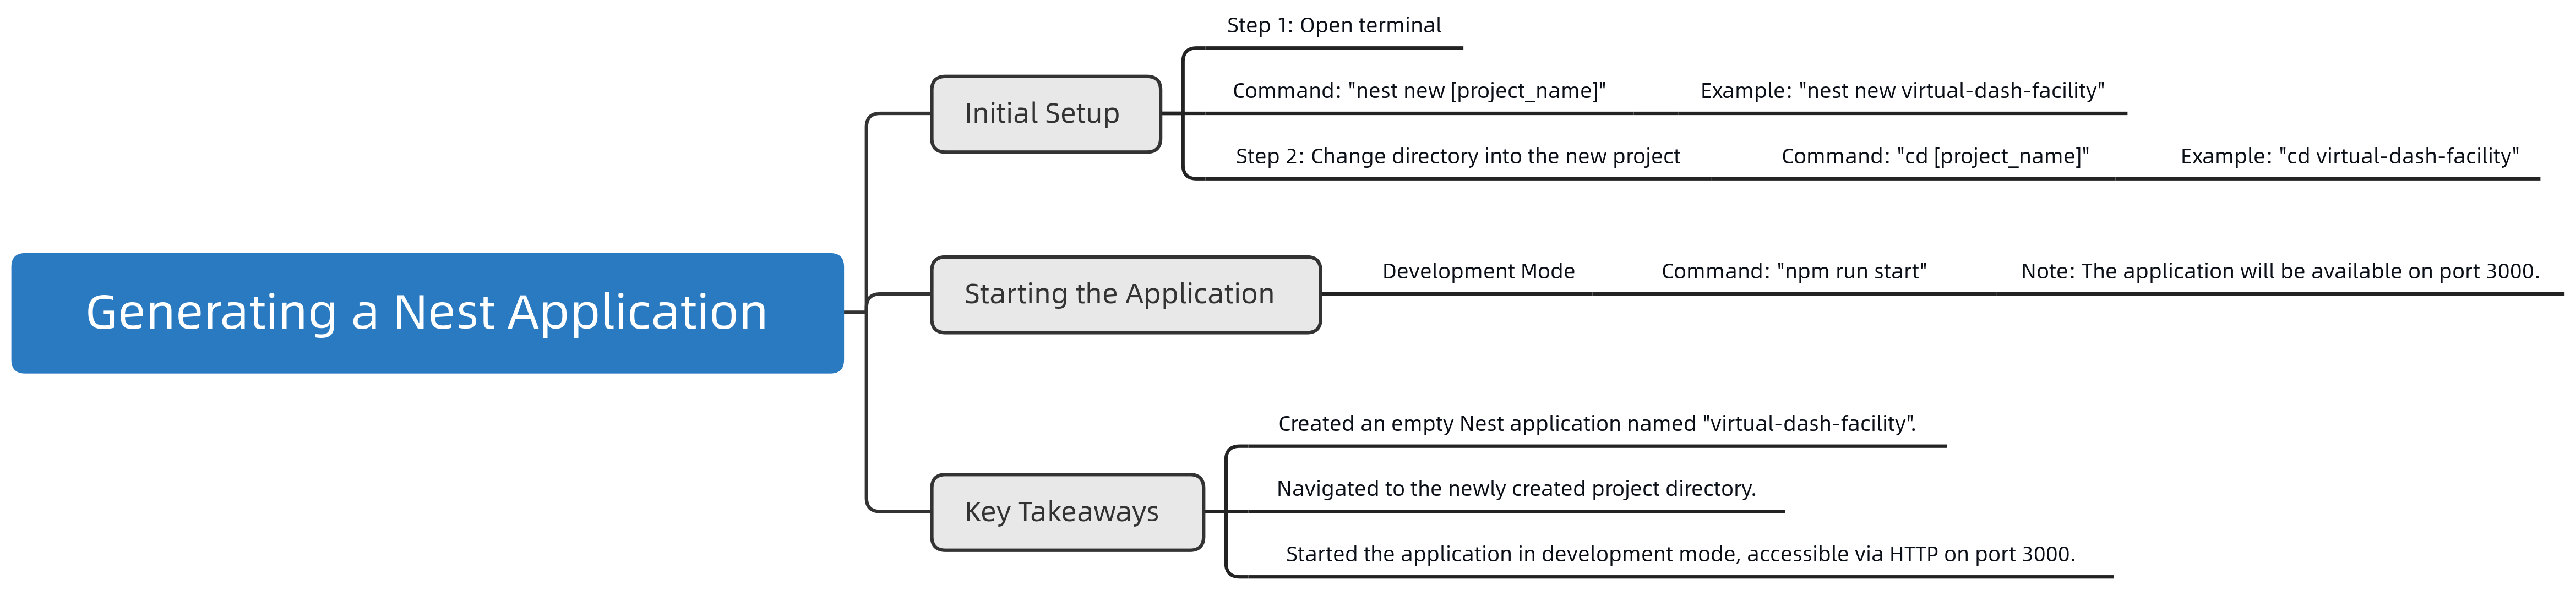 Generating a Nest Application
Initial Setup
Step 1: Open terminal
Command: "nest new [project_name]"
Example: "nest new virtual-dash-facility"
Step 2: Change directory into the new project
Command: "cd [project_name]"
Example: "cd virtual-dash-facility"
Starting the Application
Development Mode
Command: "npm run start"
Note: The application will be available on port 3000.
Key Takeaways
Created an empty Nest application named "virtual-dash-facility".
Navigated to the newly created project directory.
Started the application in development mode, accessible via HTTP on port 3000.